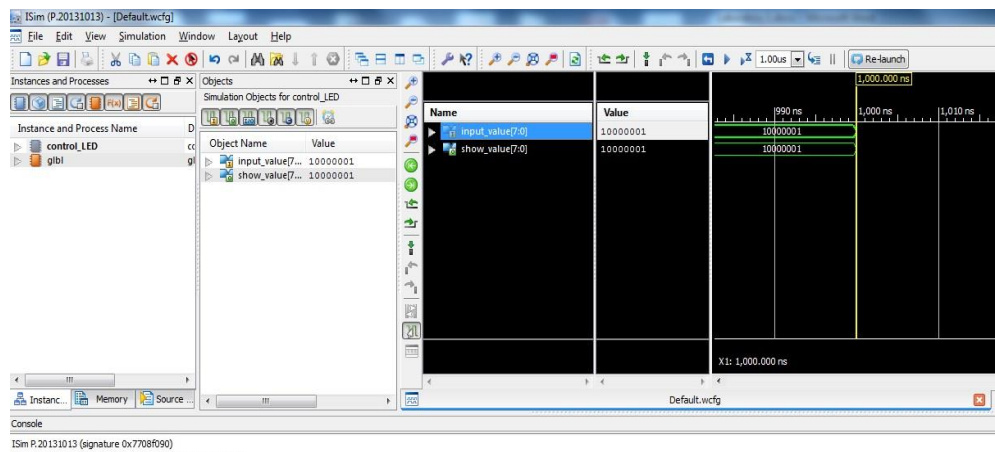 ISim (P.20131013) - [Default.wcfg]
File Edit View Simulation Window Layout Help
1.00us Re-launch
Instances and Processes
Objects
Simulation Objects for control_LED
Instance and Process Name D
control_LED
glbl gl
Object Name Value
input_value[7... 10000001
show_value[7... 10000001
Name Value
input_value[7:0] 10000001
show_value[7:0] 10000001
1,000.000 ns
990 ns 1,000 ns 1,010 ns
10000001
10000001
X1: 1,000.000 ns
Instanc... Memory Source ...
Default.wcfg
Console
ISim P.20131013 (signature 0x7708f090)